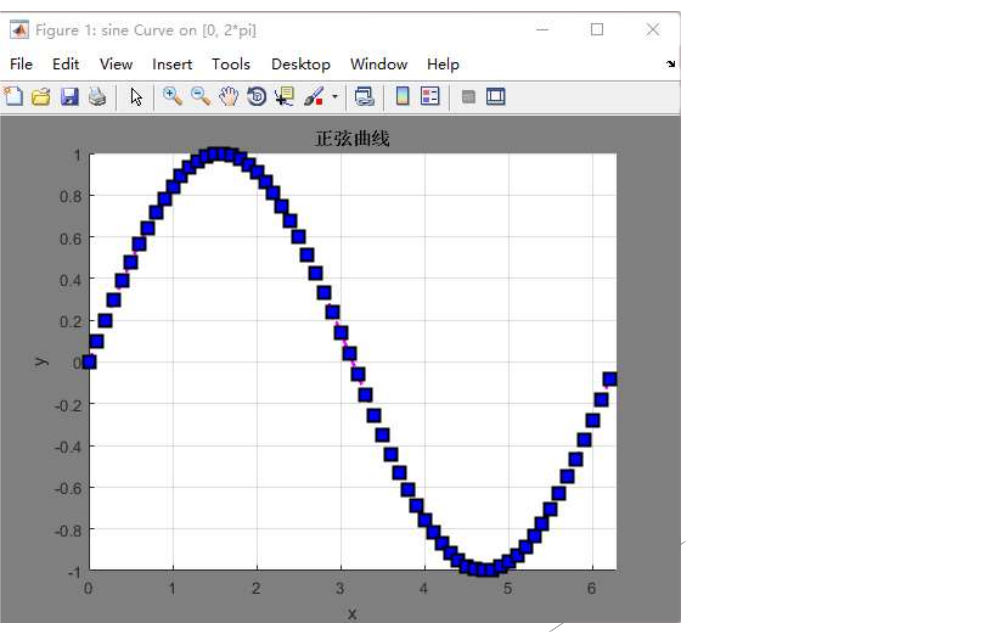 Figure 1: sine Curve on [0, 2*pi]
File Edit View Insert Tools Desktop Window Help
正弦曲线
1
0.8
0.6
0.4
0.2
0
-0.2
-0.4
-0.6
-0.8
-1
y
0 1 2 3 4 5 6
x